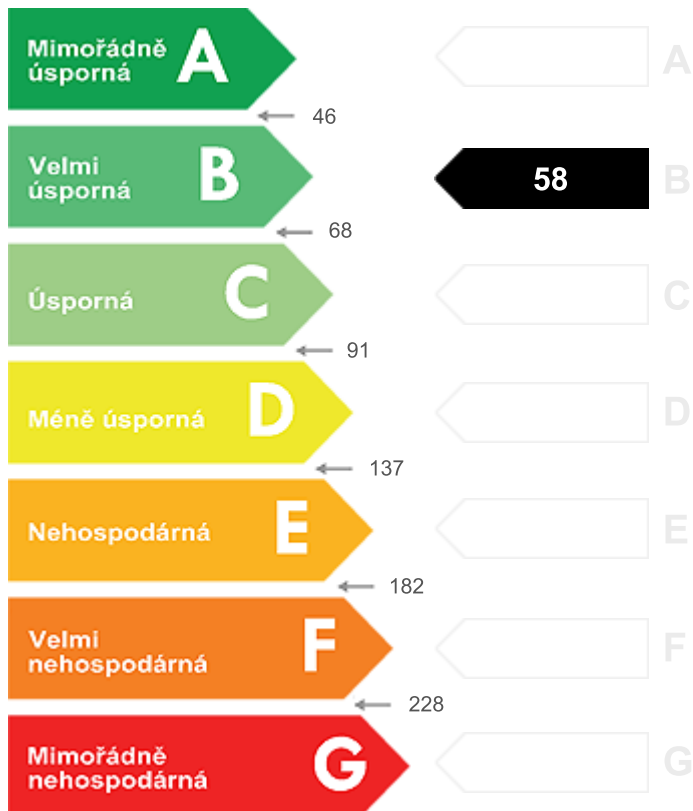 Mimořádně
úsporná
A
A
46
Velmi
úsporná
B
58
B
68
Úsporná
C
C
91
Méně úsporná
D
D
137
Nehospodárná
E
E
182
Velmi
nehospodárná
F
F
228
Mimořádně
nehospodárná
G
G